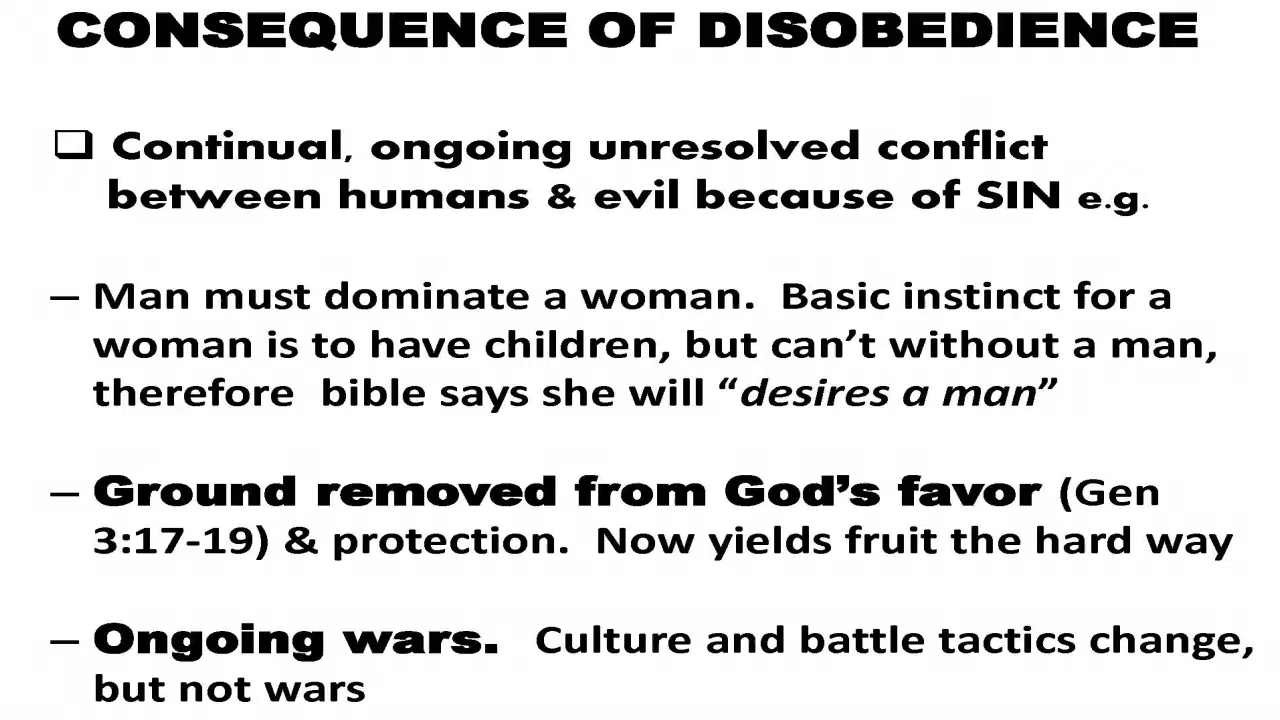 CONSEQUENCE OF DISOBEDIENCE
❑ Continual, ongoing unresolved conflict
between humans & evil because of SIN e.g.
– Man must dominate a woman.  Basic instinct for a
woman is to have children, but can’t without a man,
therefore  bible says she will “desires a man”
– Ground removed from God’s favor (Gen
3:17-19) & protection.  Now yields fruit the hard way
– Ongoing wars.  Culture and battle tactics change,
but not wars